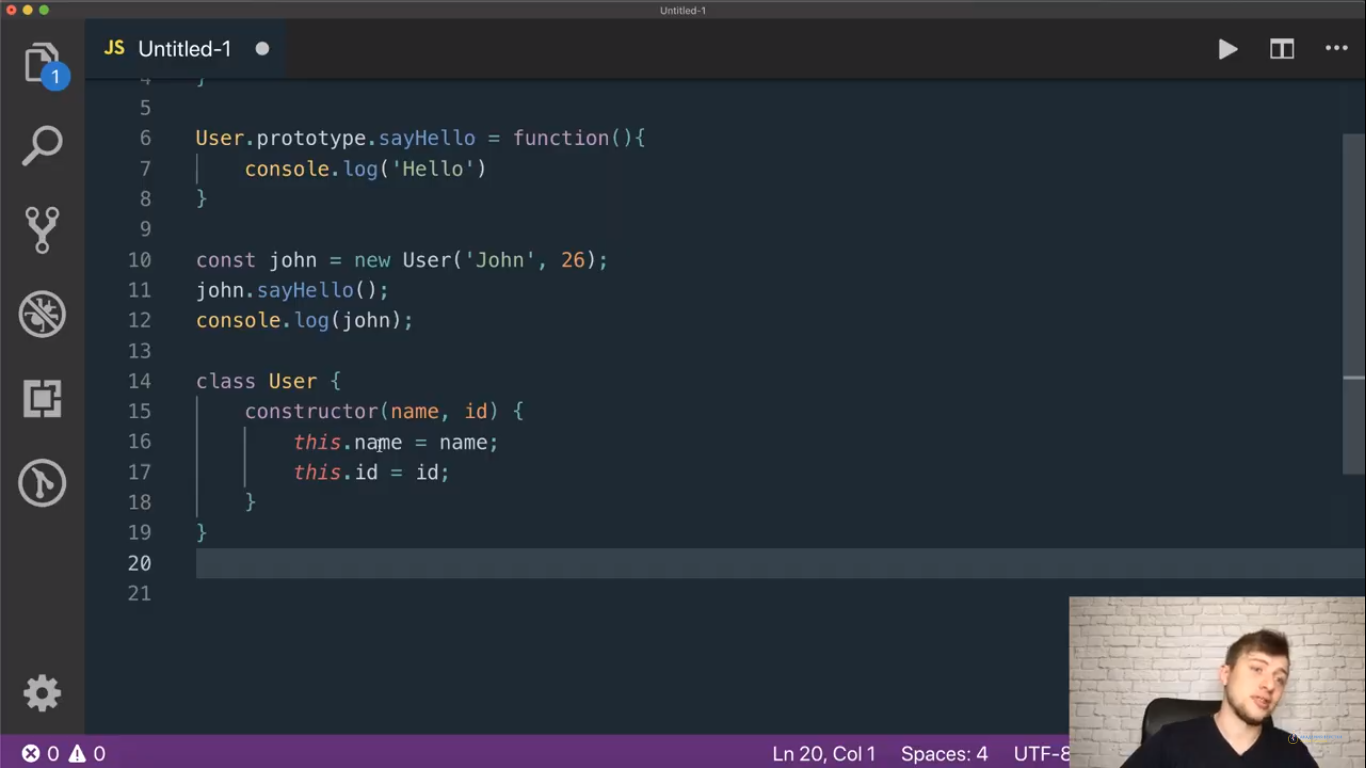 Untitled-1
JS Untitled-1
1
4 }
5
6 User.prototype.sayHello = function(){
7 console.log('Hello')
8 }
9
10 const john = new User('John', 26);
11 john.sayHello();
12 console.log(john);
13
14 class User {
15 constructor(name, id) {
16 this.name = name;
17 this.id = id;
18 }
19 }
20
21
0 0 Ln 20, Col 1 Spaces: 4 UTF-8